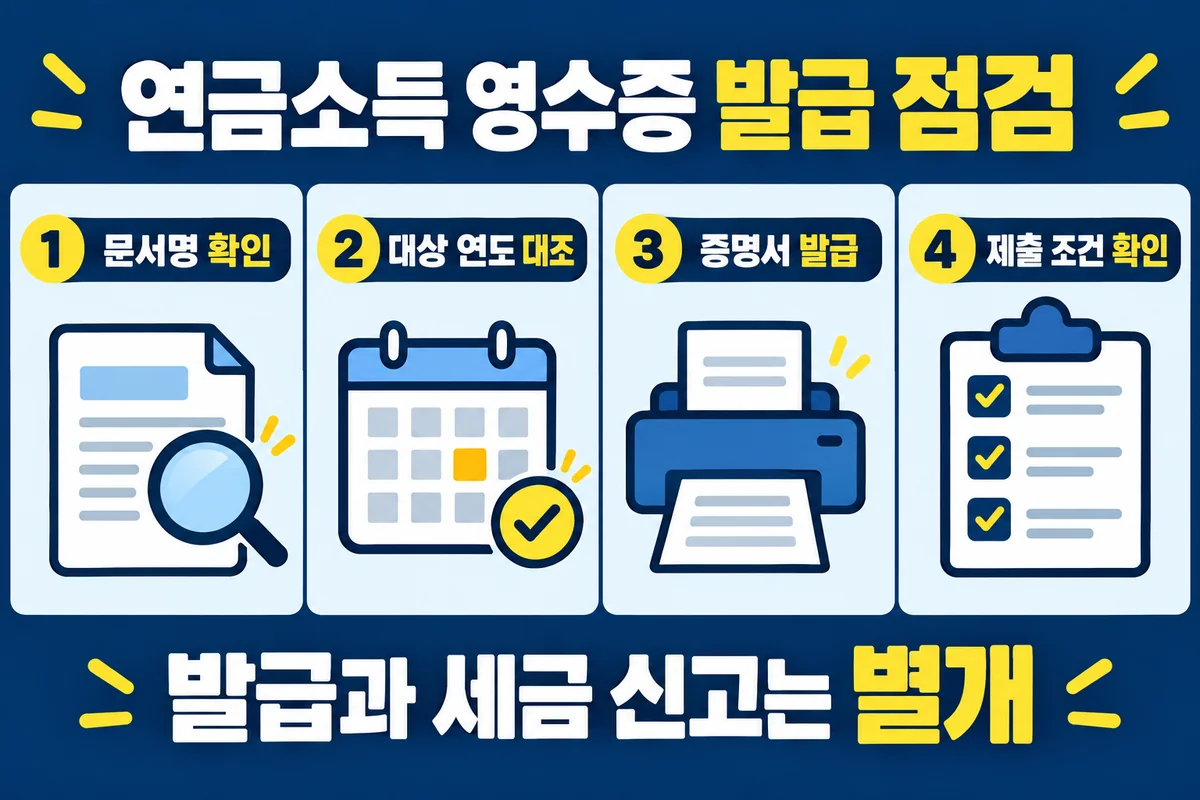 연금소득 영수증 발급 점검
1 문서명 확인
2 대상 연도 대조
3 증명서 발급
4 제출 조건 확인
발급과 세금 신고는 별개